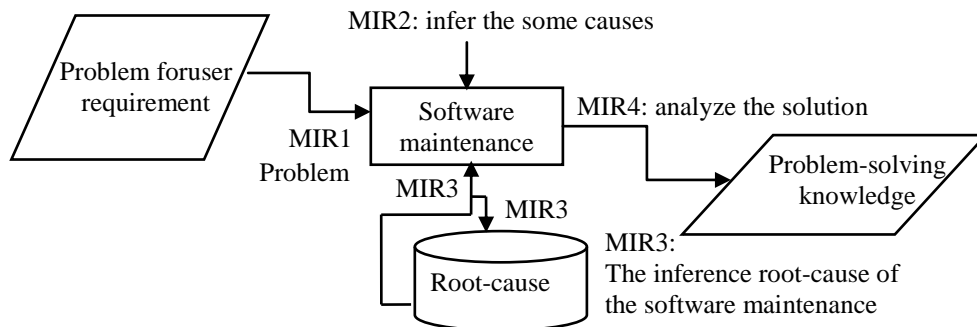 MIR2: infer the some causes
Problem foruser
requirement
Software
maintenance
MIR1
Problem
MIR4: analyze the solution
Problem-solving
knowledge
MIR3
MIR3
Root-cause
MIR3:
The inference root-cause of
the software maintenance